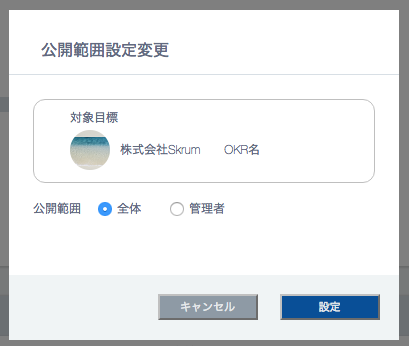 公開範囲設定変更
対象目標
株式会社Skrum OKR名
公開範囲 全体 管理者
キャンセル 設定